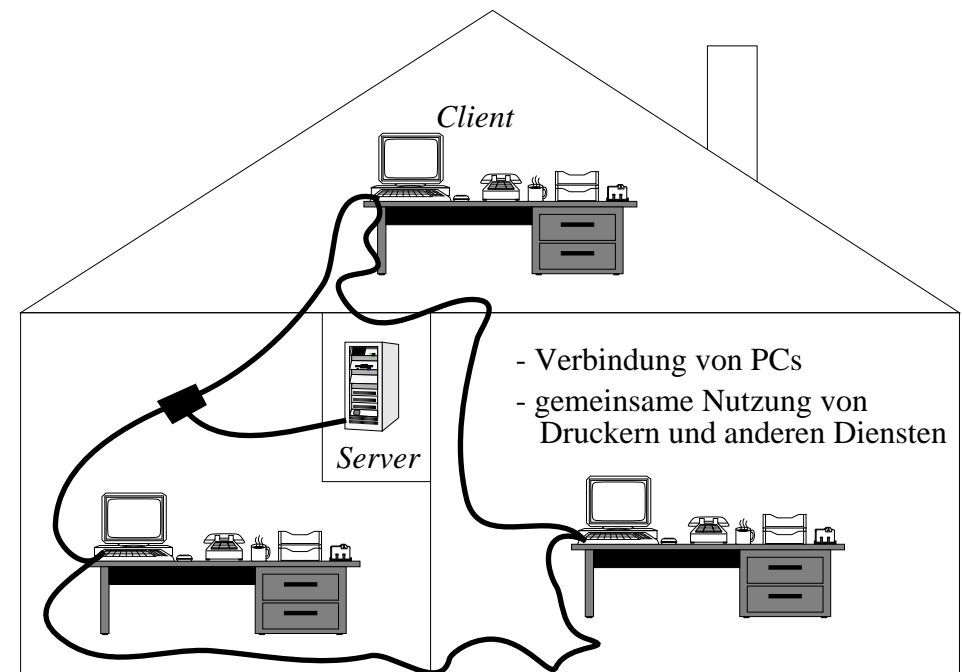 Client
- Verbindung von PCs
- gemeinsame Nutzung von
Druckern und anderen Diensten
Server